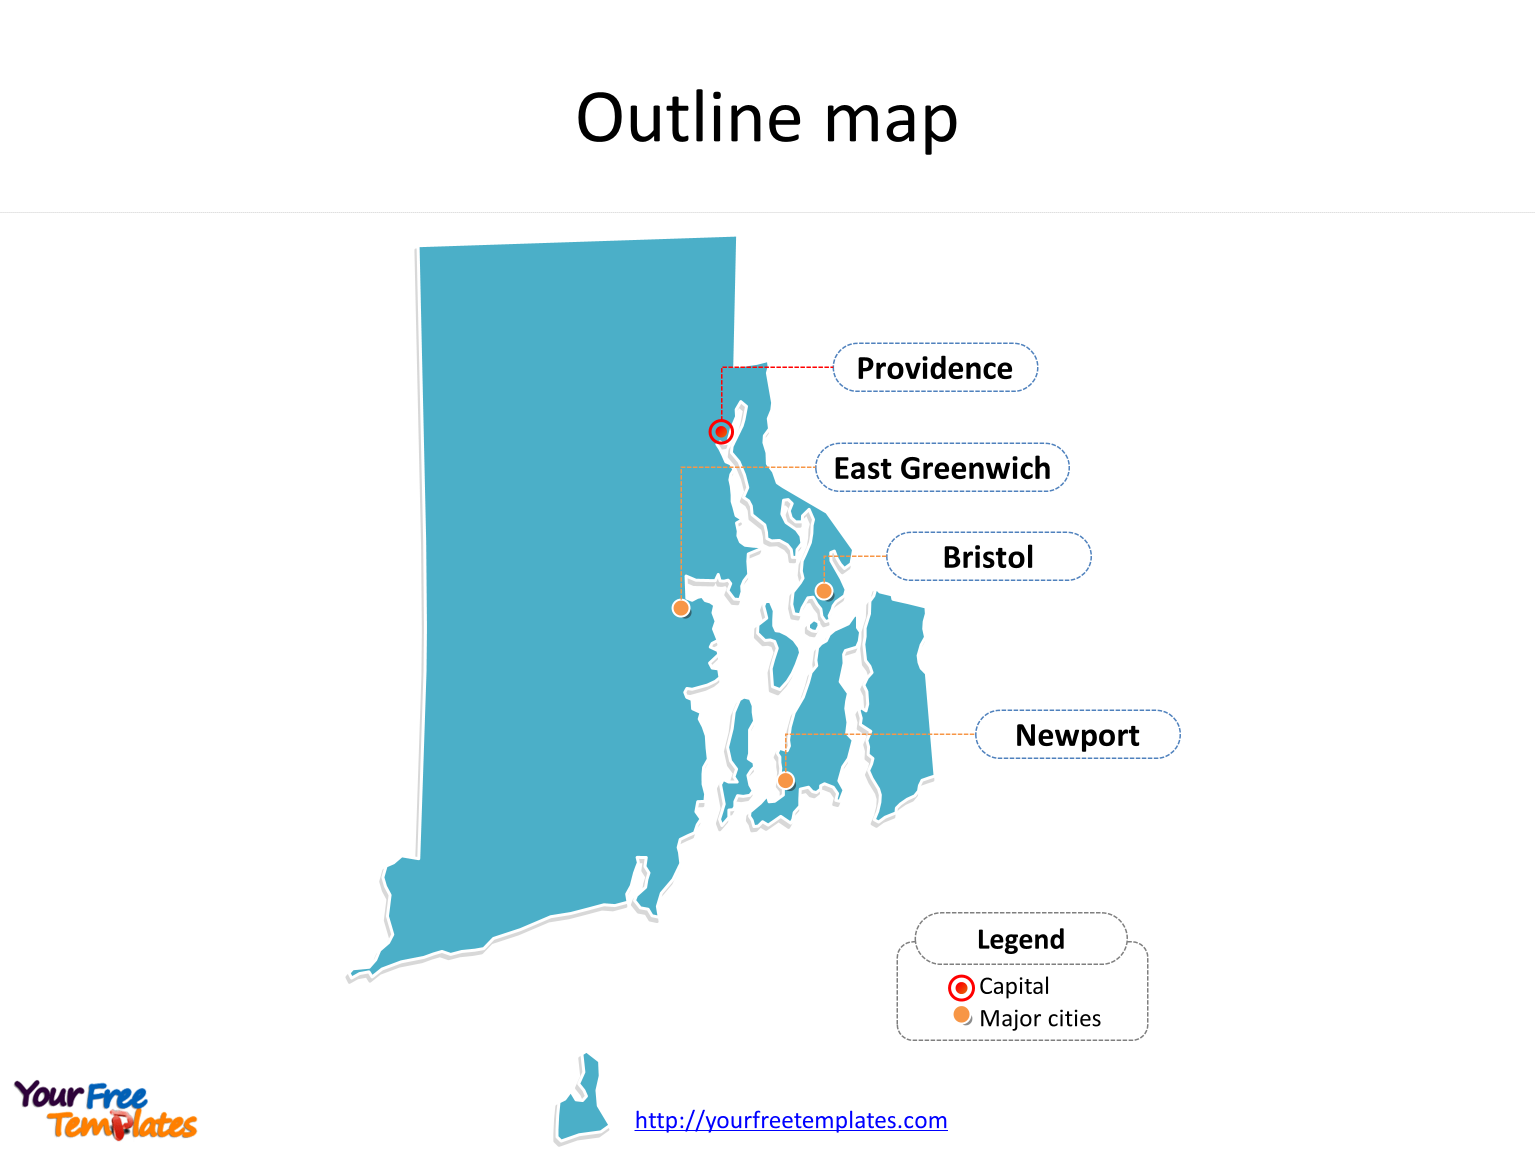 Outline map
Providence
East Greenwich
Bristol
Newport
Legend
Capital
Major cities
Your Free
Templates
http://yourfreetemplates.com